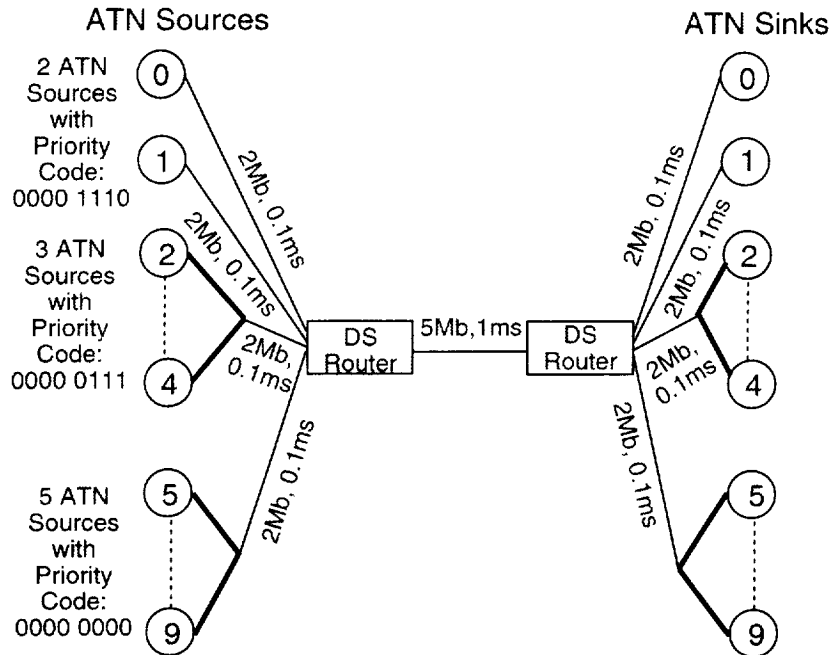 ATN Sources
ATN Sinks
2 ATN
Sources
with
Priority
Code:
0000 1110
0
1
2Mb, 0.1ms
2Mb, 0.1ms
3 ATN
Sources
with
Priority
Code:
0000 0111
2
4
2Mb,
0.1ms
5 ATN
Sources
with
Priority
Code:
0000 0000
5
9
2Mb, 0.1ms
DS
Router
5Mb,1ms
DS
Router
0
1
2Mb, 0.1ms
2Mb, 0.1ms
2
4
2Mb,
0.1ms
5
9
2Mb, 0.1ms